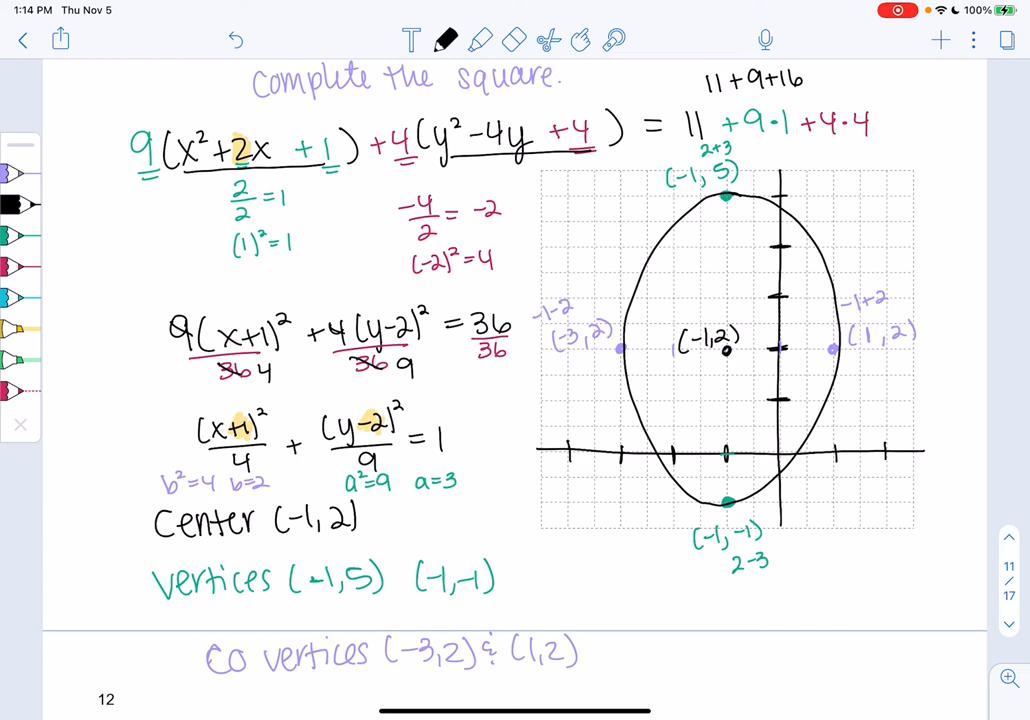 1:14 PM Thu Nov 5
100%
Complete the square.
11 + 9 + 16
9(x² + 2x + 1) + 4(y² - 4y + 4) = 11 + 9·1 + 4·4
2/2 = 1
(1)² = 1
-4/2 = -2
(-2)² = 4
9(x+1)²/36 4 + 4(y-2)²/36 9 = 36/36
(x+1)²/4 + (y-2)²/9 = 1
b²=4 b=2 a²=9 a=3
Center (-1, 2)
vertices (-1, 5) (-1, -1)
co vertices (-3, 2) & (1, 2)
2+3
(-1, 5)
-1-2
(-3, 2)
(-1, 2)
-1+2
(1, 2)
(-1, -1)
2-3
11
/
17
12